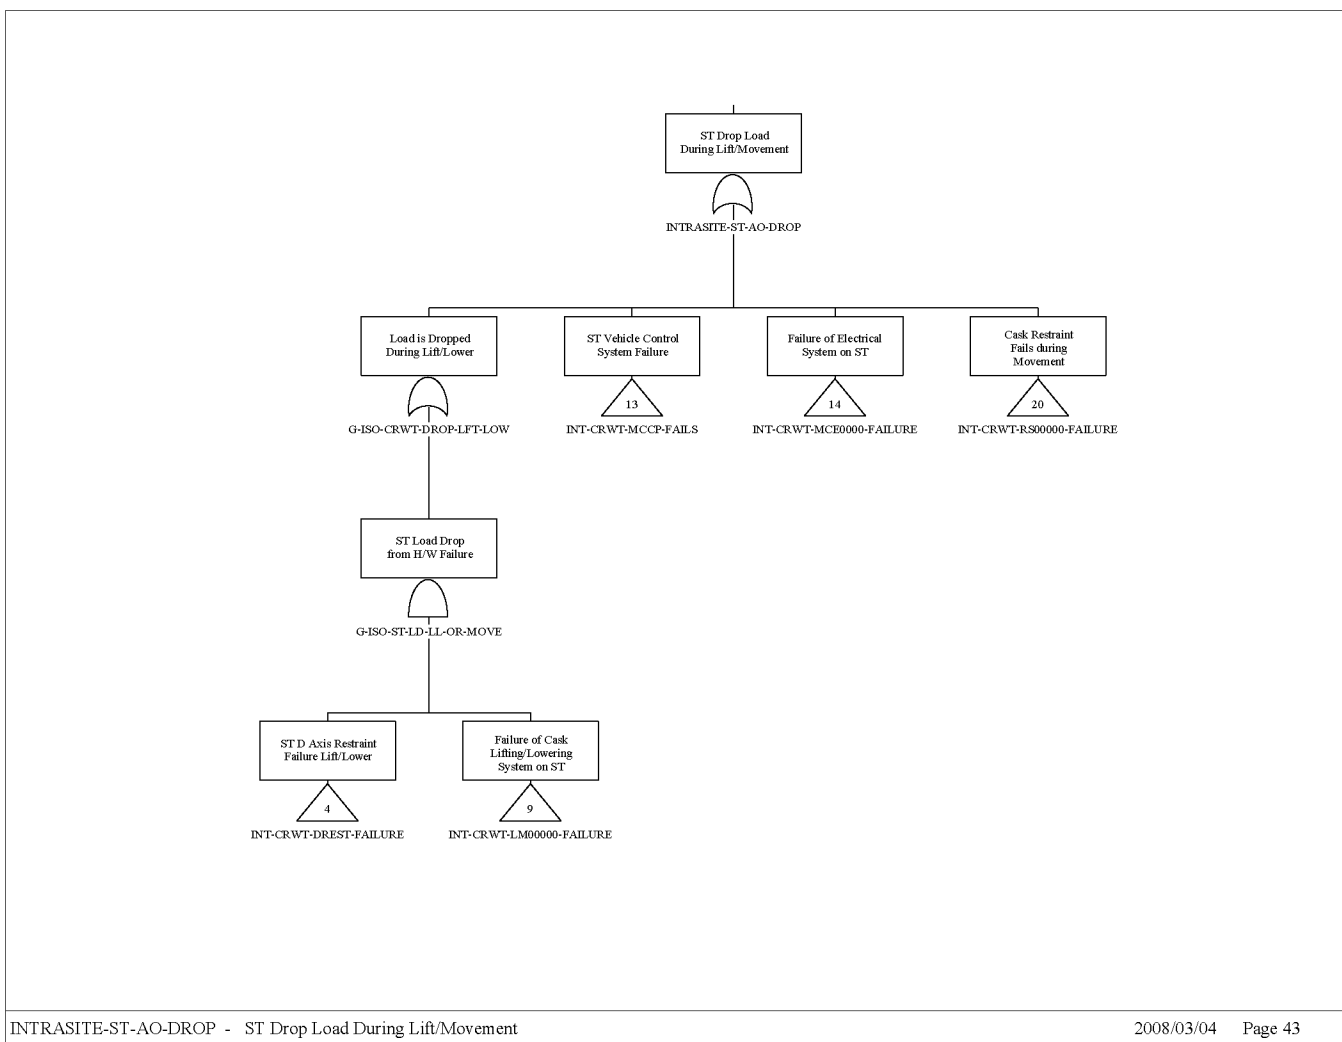 ST Drop Load
During Lift/Movement
INTRASITE-ST-AO-DROP
Load is Dropped
During Lift/Lower
G-ISO-CRWT-DROP-LFT-LOW
ST Vehicle Control
System Failure
13
INT-CRWT-MCCP-FAILS
Failure of Electrical
System on ST
14
INT-CRWT-MCE0000-FAILURE
Cask Restraint
Fails during
Movement
20
INT-CRWT-RS00000-FAILURE
ST Load Drop
from H/W Failure
G-ISO-ST-LD-LL-OR-MOVE
ST D Axis Restraint
Failure Lift/Lower
4
INT-CRWT-DREST-FAILURE
Failure of Cask
Lifting/Lowering
System on ST
9
INT-CRWT-LM00000-FAILURE
INTRASITE-ST-AO-DROP - ST Drop Load During Lift/Movement
2008/03/04 Page 43